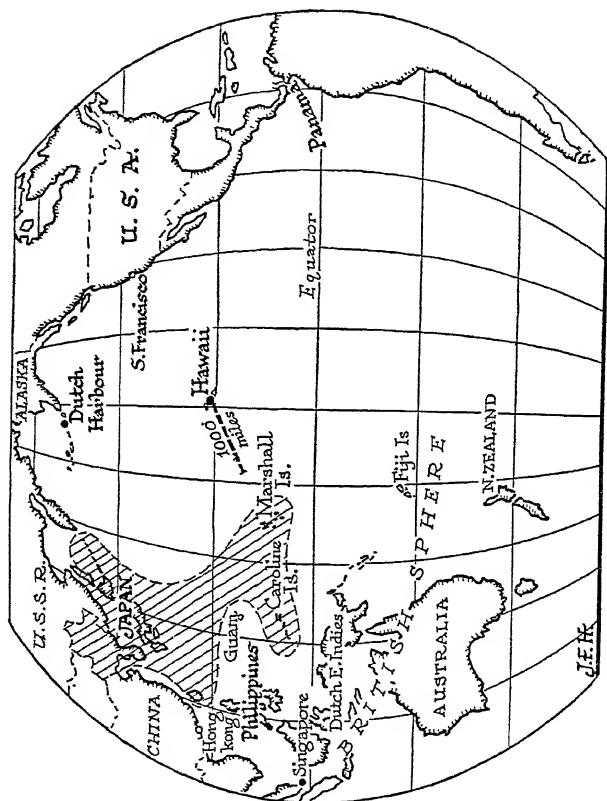 ALASKA
U.S.S.R.
Dutch
Harbour
U. S. A.
S. Francisco
JAPAN
CHINA
Hawaii
1000
miles
Hong
kong
Guam
Philippines
Marshall
Is.
Caroline
Is.
Panama
Equator
Singapore
Dutch E. Indies
BRITISH SPHERE
Fiji Is
AUSTRALIA
N. ZEALAND
J.F.H.